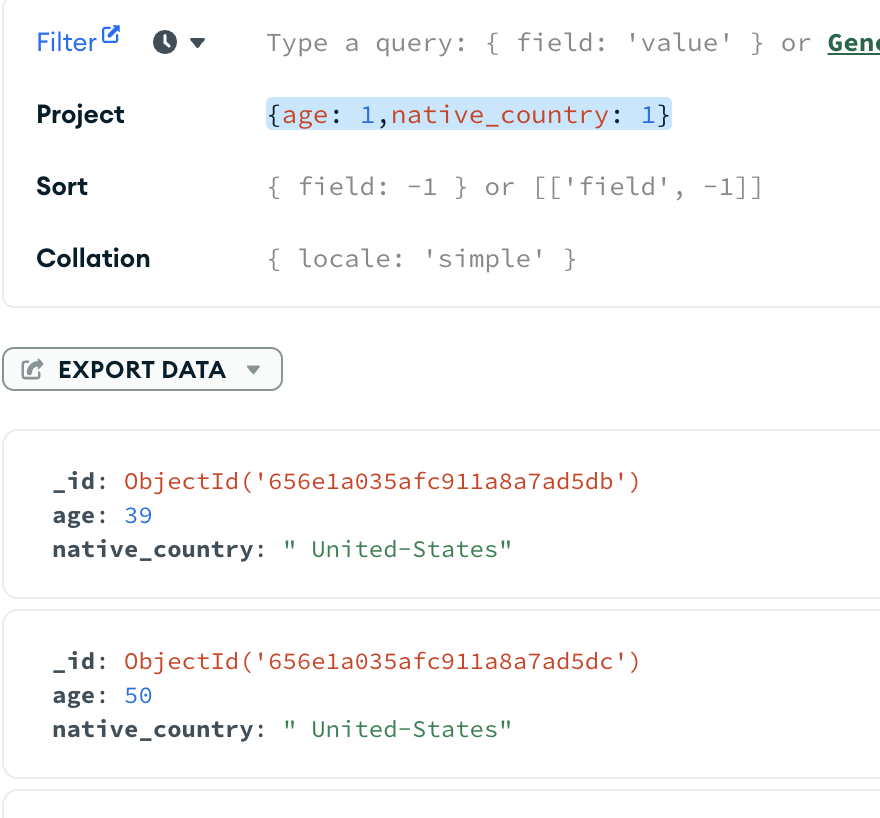 Filter Type a query: { field: 'value' } or Gene
Project {age: 1,native_country: 1}
Sort { field: -1 } or [['field', -1]]
Collation { locale: 'simple' }
EXPORT DATA
_id: ObjectId('656e1a035afc911a8a7ad5db')
age: 39
native_country: " United-States"
_id: ObjectId('656e1a035afc911a8a7ad5dc')
age: 50
native_country: " United-States"